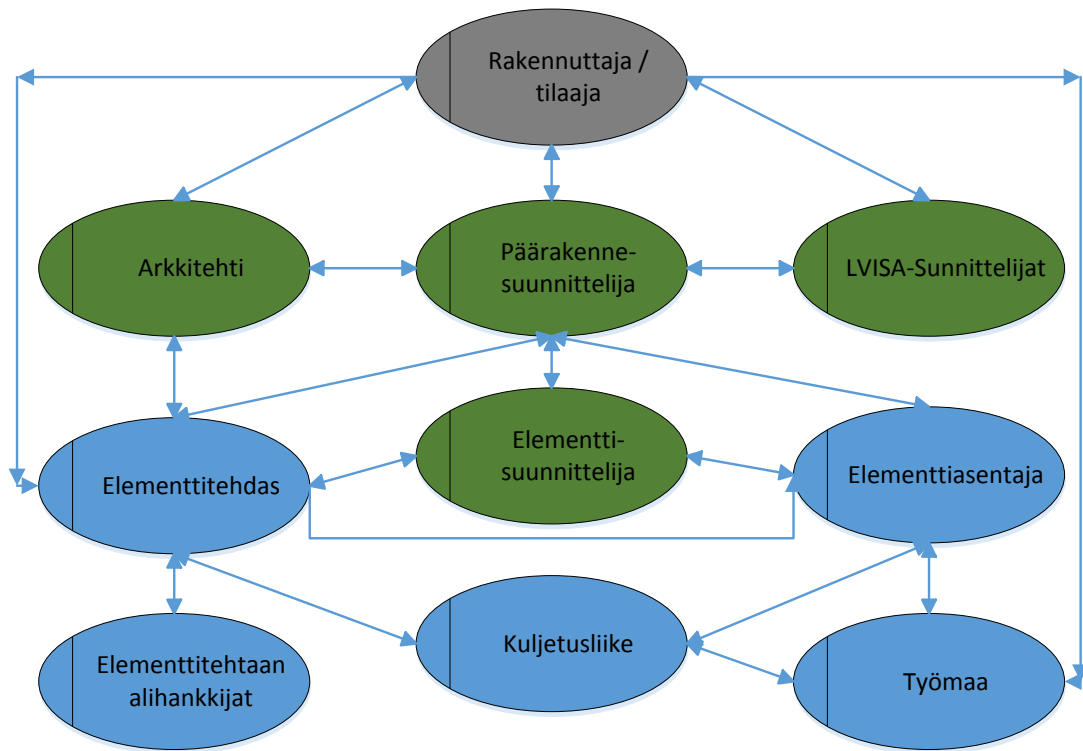 Rakennuttaja /
tilaaja
Arkkitehti
Päärakenne-
suunnittelija
LVISA-Sunnittelijat
Elementtitehdas
Elementti-
suunnittelija
Elementtiasentaja
Elementtitehtaan
alihankkijat
Kuljetusliike
Työmaa